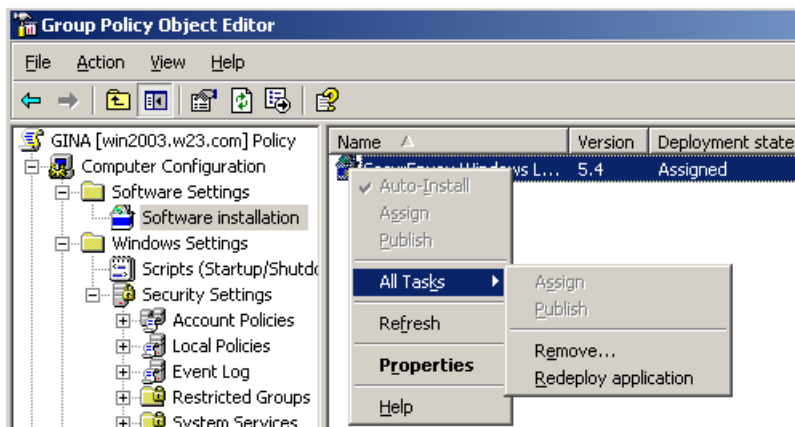 Group Policy Object Editor
File Action View Help
GINA [win2003.w23.com] Policy
Computer Configuration
Software Settings
Software installation
Windows Settings
Scripts (Startup/Shutdo
Security Settings
Account Policies
Local Policies
Event Log
Restricted Groups
System Services
Name Version Deployment state
ws L... 5.4 Assigned
Auto-Install
Assign
Publish
All Tasks
Refresh
Properties
Help
Assign
Publish
Remove...
Redeploy application